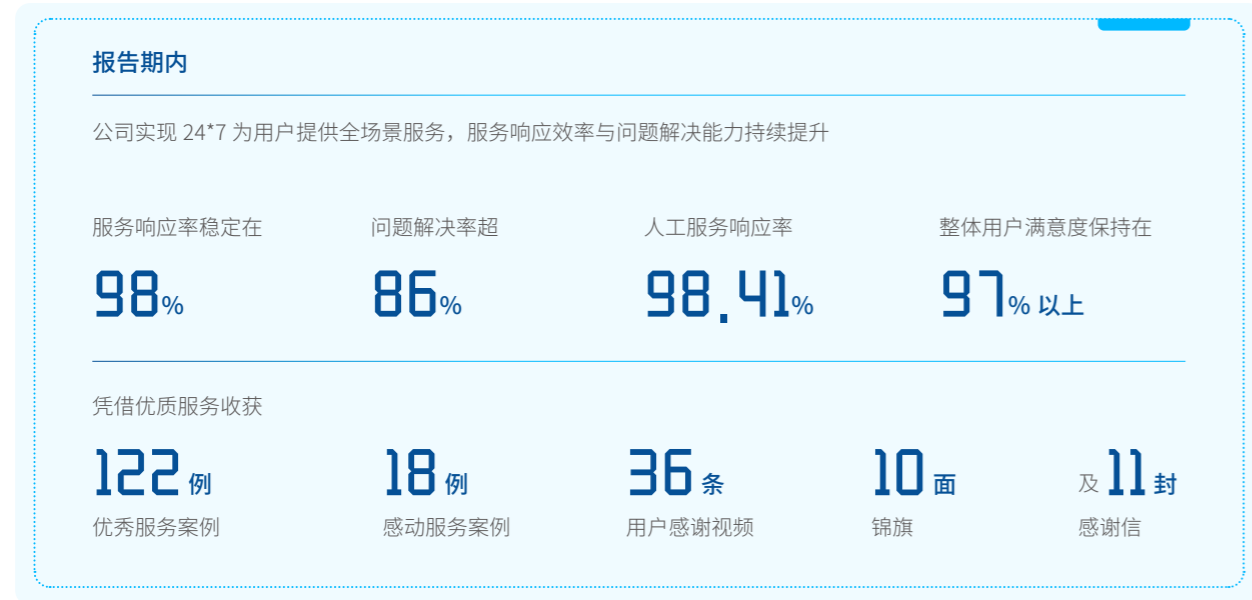 报告期内
公司实现 24*7 为用户提供全场景服务，服务响应效率与问题解决能力持续提升
服务响应率稳定在 问题解决率超 人工服务响应率 整体用户满意度保持在
98% 86% 98.41% 97% 以上
凭借优质服务收获
122 例 18 例 36 条 10 面 及 11 封
优秀服务案例 感动服务案例 用户感谢视频 锦旗 感谢信